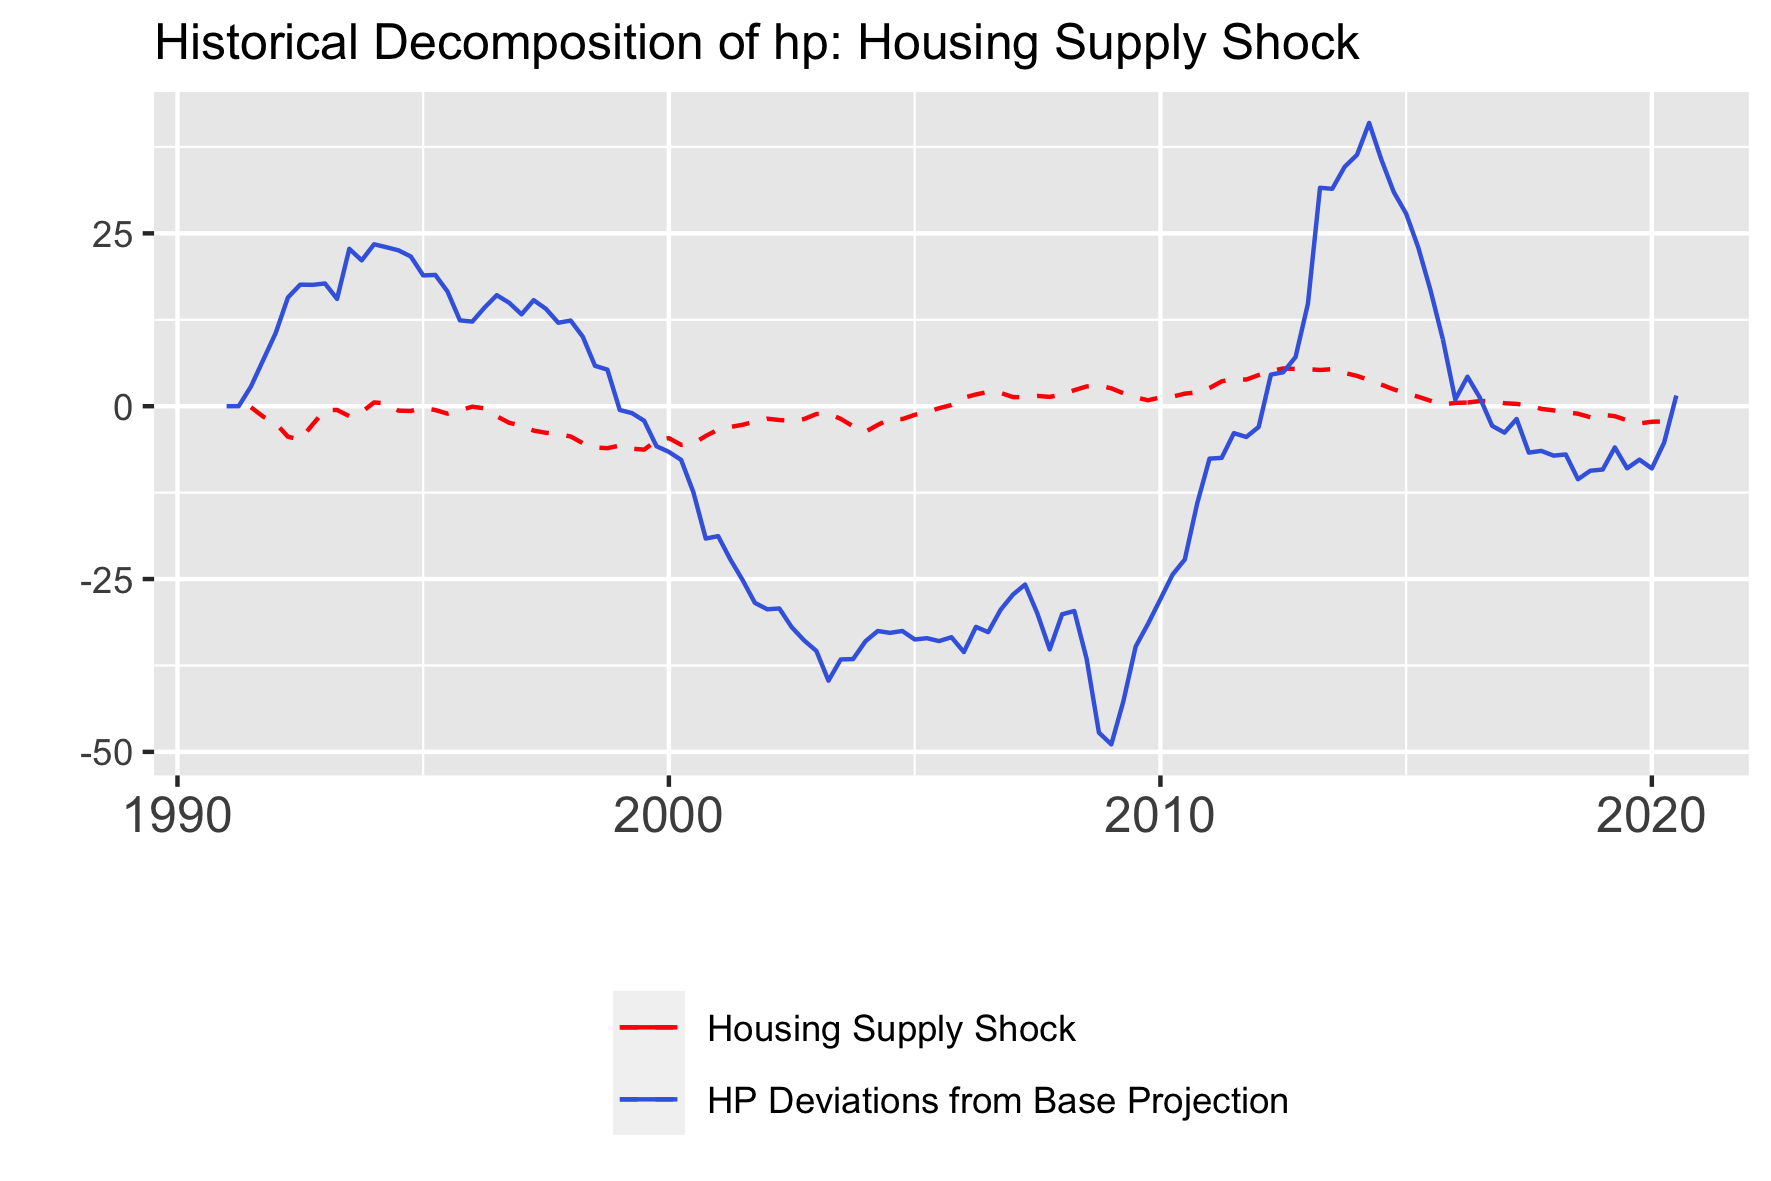 Historical Decomposition of hp: Housing Supply Shock
25
0
-25
-50
1990 2000 2010 2020
Housing Supply Shock
HP Deviations from Base Projection